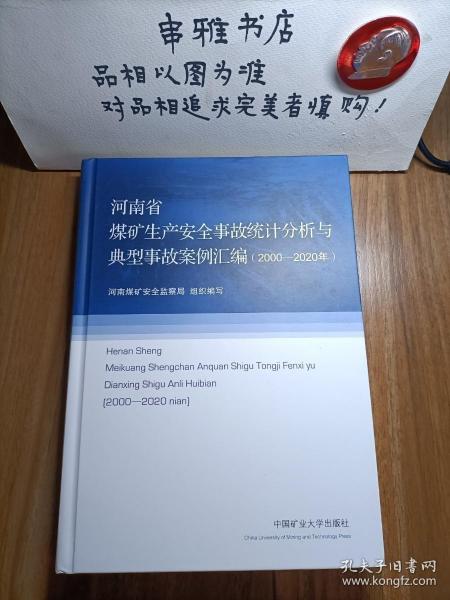 串雅书店
品相以图为准
对品相追求完美者慎购！
河南省
煤矿生产安全事故统计分析与
典型事故案例汇编（2000—2020年）
河南煤矿安全监察局 组织编写
Henan Sheng
Meikuang Shengchan Anquan Shigu Tongji Fenxi yu
Dianxing Shigu Anli Huibian
(2000—2020 nian)
中国矿业大学出版社
China University of Mining and Technology Press
孔夫子旧书网
www.kongfz.com